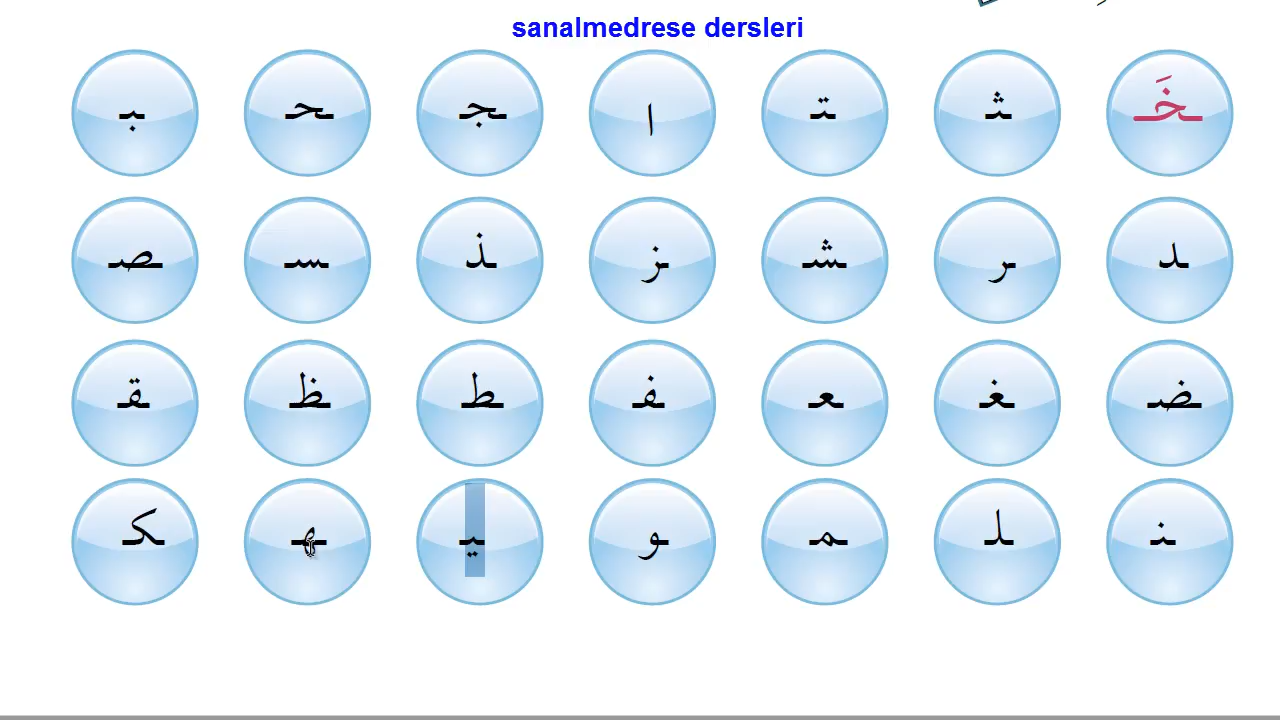 sanalmedrese dersleri
ـخَـ ـثـ ـتـ ا ـجـ ـحـ ـبـ
ـد ـر ـشـ ـز ـذ ـسـ ـصـ
ـضـ ـغـ ـعـ ـفـ ـطـ ـظـ ـقـ
ـنـ ـلـ ـمـ ـو ـيـ ـهـ ـكـ